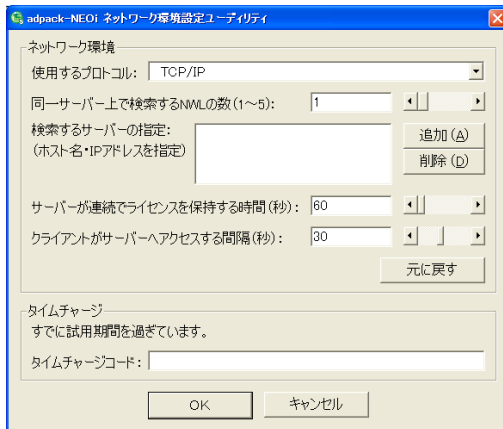 adpack-NEOi ネットワーク環境設定ユーティリティ
ネットワーク環境
使用するプロトコル: TCP/IP
同一サーバー上で検索するNWLの数(1～5): 1
検索するサーバーの指定:
(ホスト名・IPアドレスを指定)
追加(A)
削除(D)
サーバーが連続でライセンスを保持する時間(秒): 60
クライアントがサーバーへアクセスする間隔(秒): 30
元に戻す
タイムチャージ
すでに試用期間を過ぎています。
タイムチャージコード:
OK キャンセル